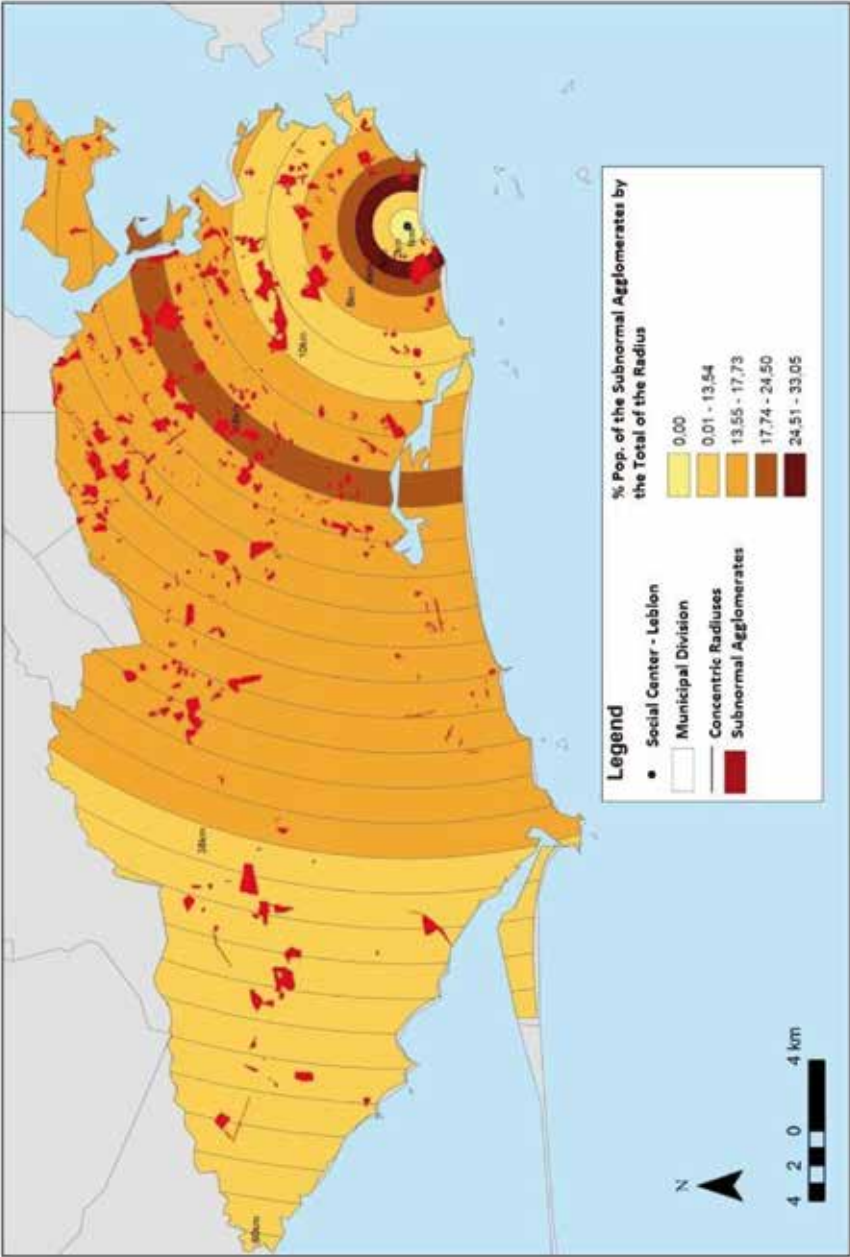 10km
38km
60km
Legend
Social Center - Leblon
Municipal Division
Concentric Radiuses
Subnormal Agglomerates
% Pop. of the Subnormal Agglomerates by
the Total of the Radius
0,00
0,01 - 13,54
13,55 - 17,73
17,74 - 24,50
24,51 - 33,05
N
4 2 0 4 km